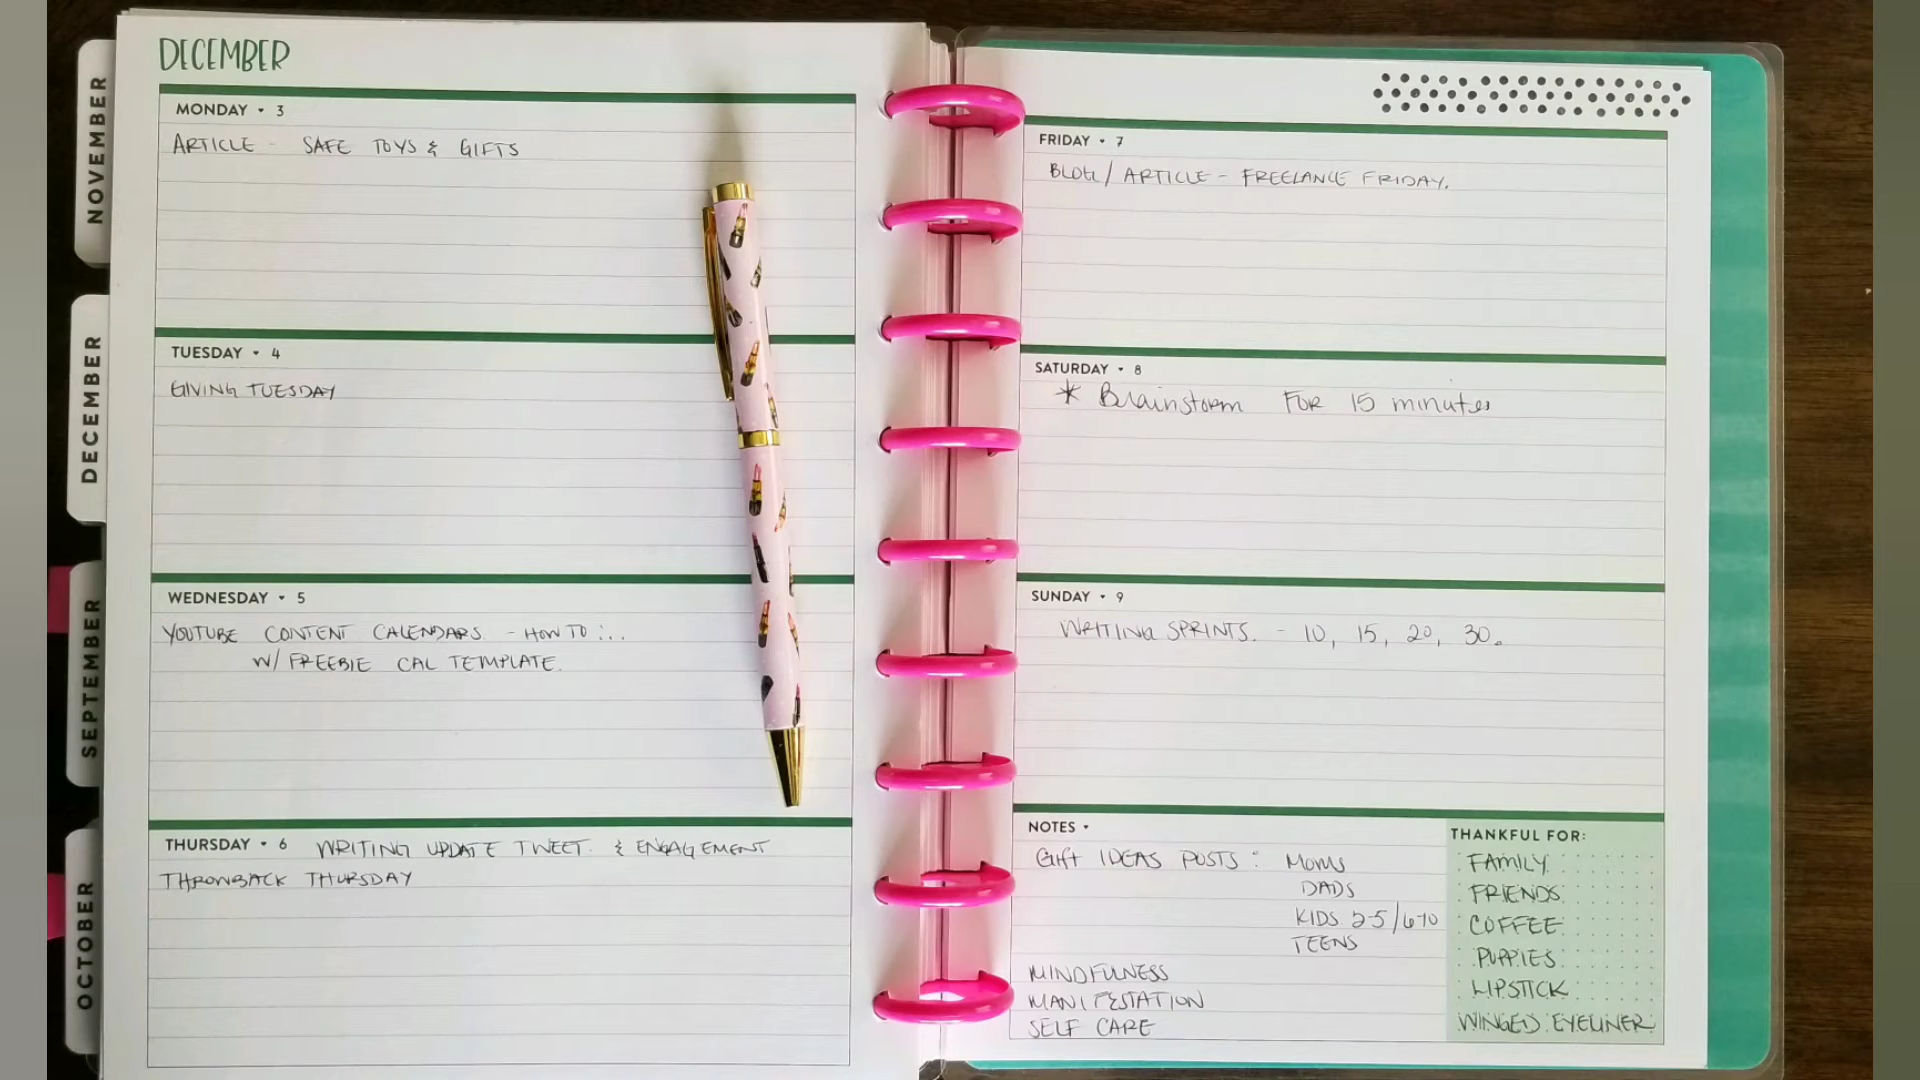 DECEMBER
NOVEMBER
DECEMBER
SEPTEMBER
OCTOBER
MONDAY • 3
ARTICLE - SAFE TOYS & GIFTS
TUESDAY • 4
GIVING TUESDAY
WEDNESDAY • 5
YOUTUBE CONTENT CALENDARS. - HOW TO :...
W/ FREEBIE CAL TEMPLATE.
THURSDAY • 6 WRITING UPDATE TWEET. & ENGAGEMENT
THROWBACK THURSDAY
FRIDAY • 7
BLOG/ARTICLE - FREELANCE FRIDAY.
SATURDAY • 8
* Brainstorm FOR 15 minutes
SUNDAY • 9
WRITING SPRINTS. - 10, 15, 20, 30.
NOTES •
Gift IDEAS POSTS: Moms
DADS
KIDS 2-5/6-10
TEENS
MINDFULNESS
MANIFESTATION
SELF CARE
THANKFUL FOR:
FAMILY
FRIENDS
COFFEE
PUPPIES
LIPSTICK
WINGED EYELINER